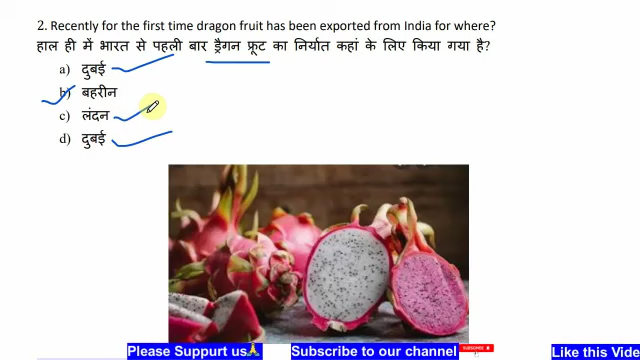 2. Recently for the first time dragon fruit has been exported from India for where?
हाल ही में भारत से पहली बार ड्रैगन फ्रूट का निर्यात कहां के लिए किया गया है?
a) दुबई
b) बहरीन
c) लंदन
d) दुबई
Please Suppurt us Subscribe to our channel SUBSCRIBE Like this Vide